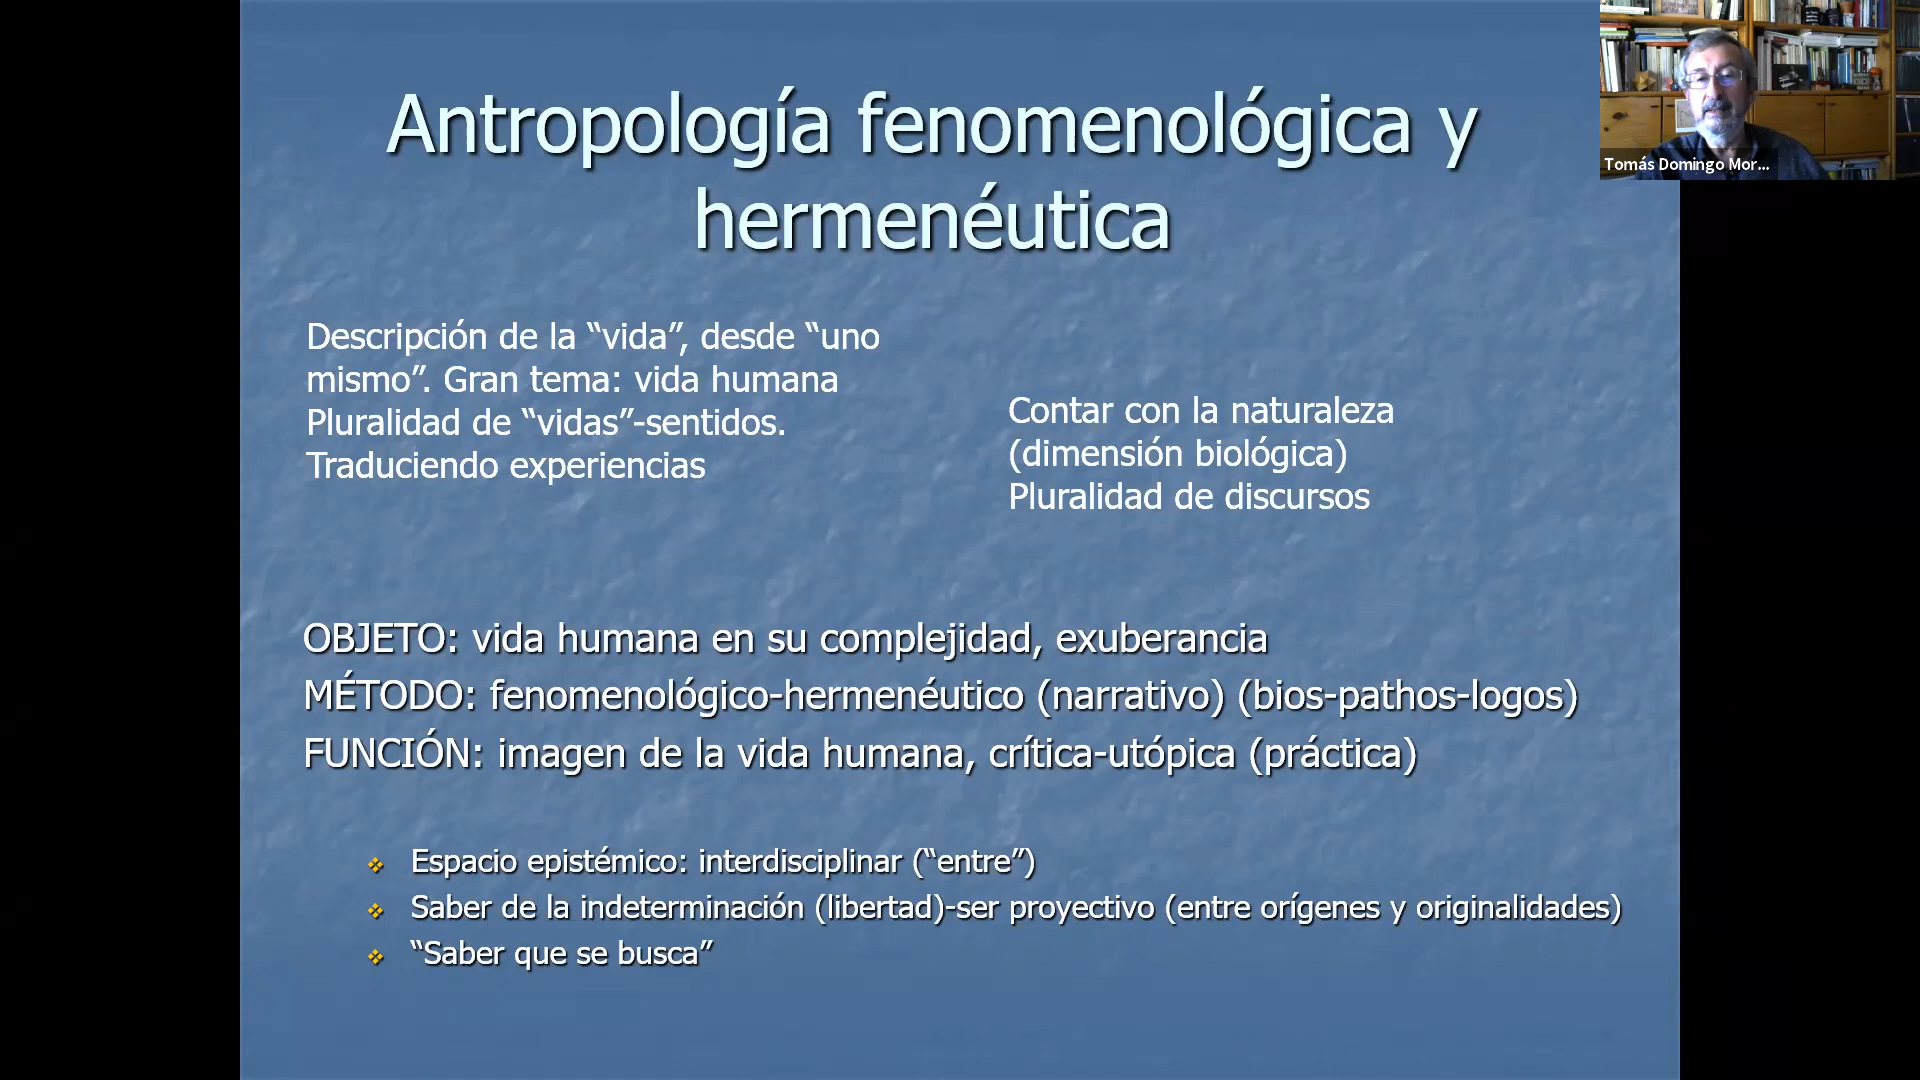 Antropología fenomenológica y
hermenéutica
Tomás Domingo Mor...
Descripción de la “vida”, desde “uno
mismo”. Gran tema: vida humana
Pluralidad de “vidas”-sentidos.
Traduciendo experiencias
Contar con la naturaleza
(dimensión biológica)
Pluralidad de discursos
OBJETO: vida humana en su complejidad, exuberancia
MÉTODO: fenomenológico-hermenéutico (narrativo) (bios-pathos-logos)
FUNCIÓN: imagen de la vida humana, crítica-utópica (práctica)
Espacio epistémico: interdisciplinar (“entre”)
Saber de la indeterminación (libertad)-ser proyectivo (entre orígenes y originalidades)
“Saber que se busca”